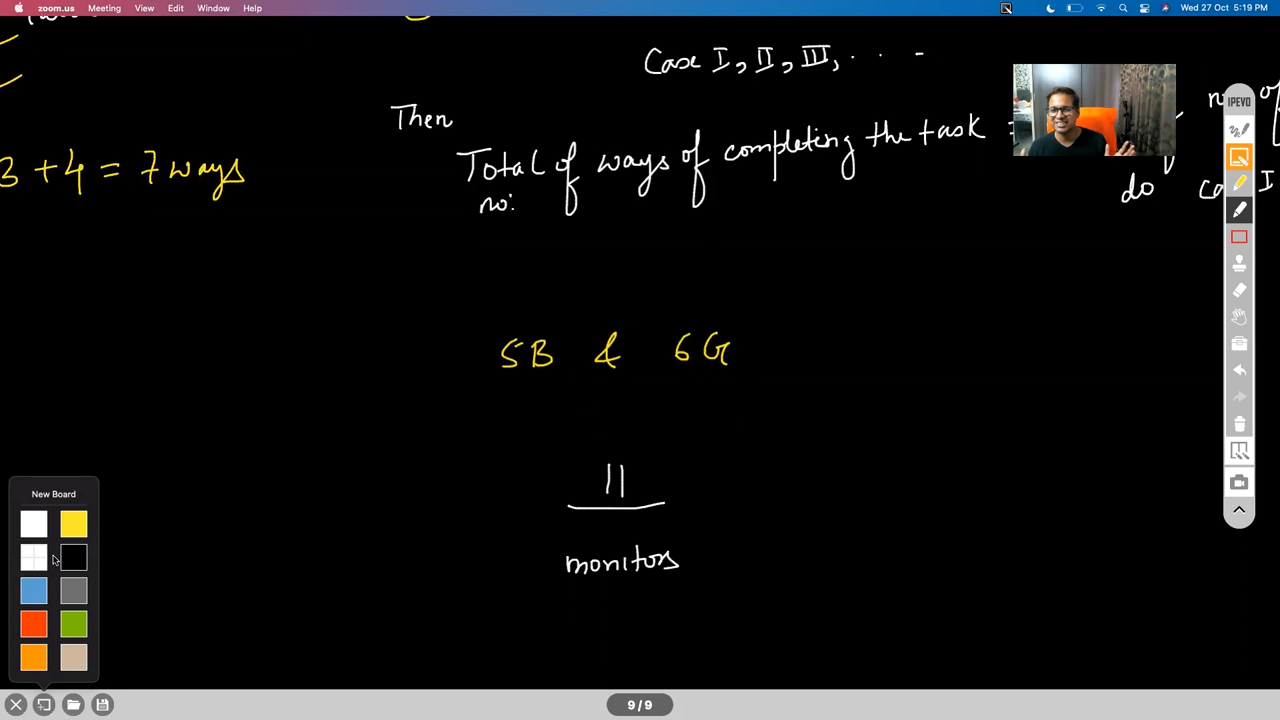 zoom.us Meeting View Edit Window Help Wed 27 Oct 5:19 PM
Case I, II, III, . . . -
Then
Total of ways of completing the task
no:
do
I
3 + 4 = 7 ways
5B & 6G
11
monitors
IPEVO
New Board
9/9